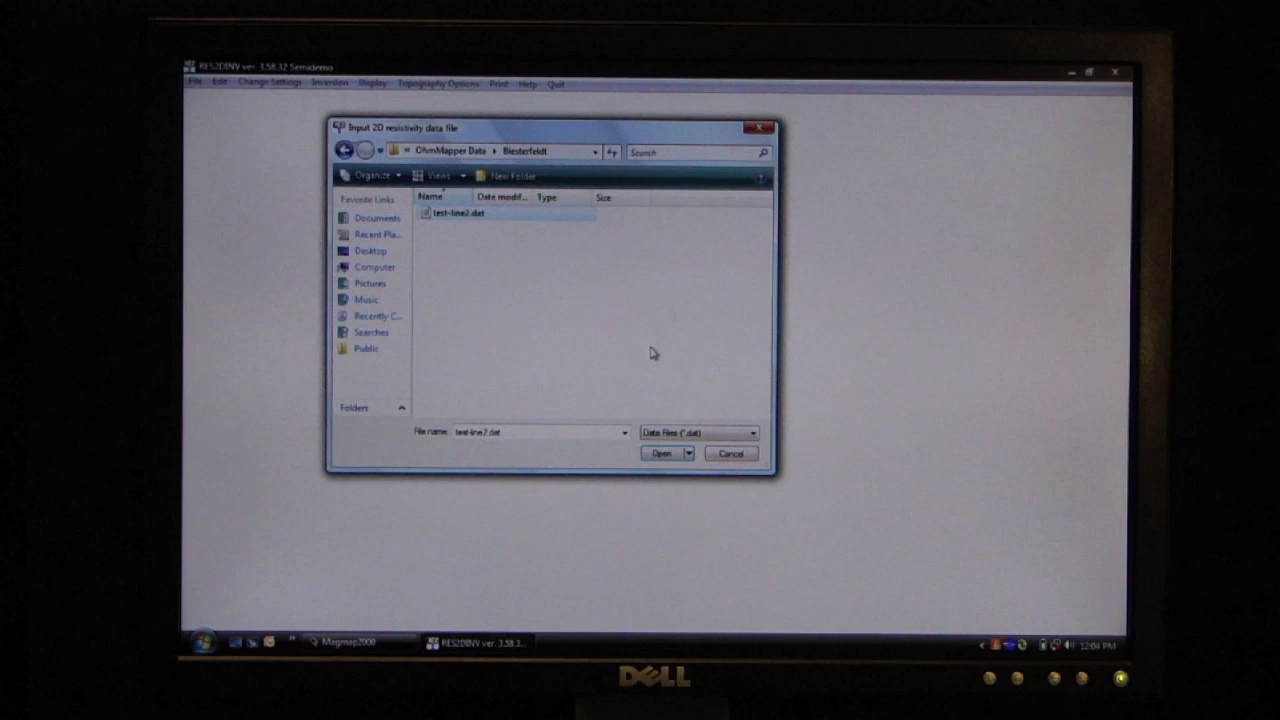 RES2DINV ver. 3.58.32 Semidemo
File Edit Change Settings Inversion Display Topography Options Print Help Quit
Input 2D resistivity data file
« OhmMapper Data Biesterfeldt Search
Organize Views New Folder
Favorite Links Name Date modif... Type Size
Documents test-line2.dat
Recent Pla...
Desktop
Computer
Pictures
Music
Recently C...
Searches
Public
Folders
File name: test-line2.dat Data Files (*.dat)
Open Cancel
» Magmap2000 RES2DINV ver. 3.58.3... 12:04 PM
DELL